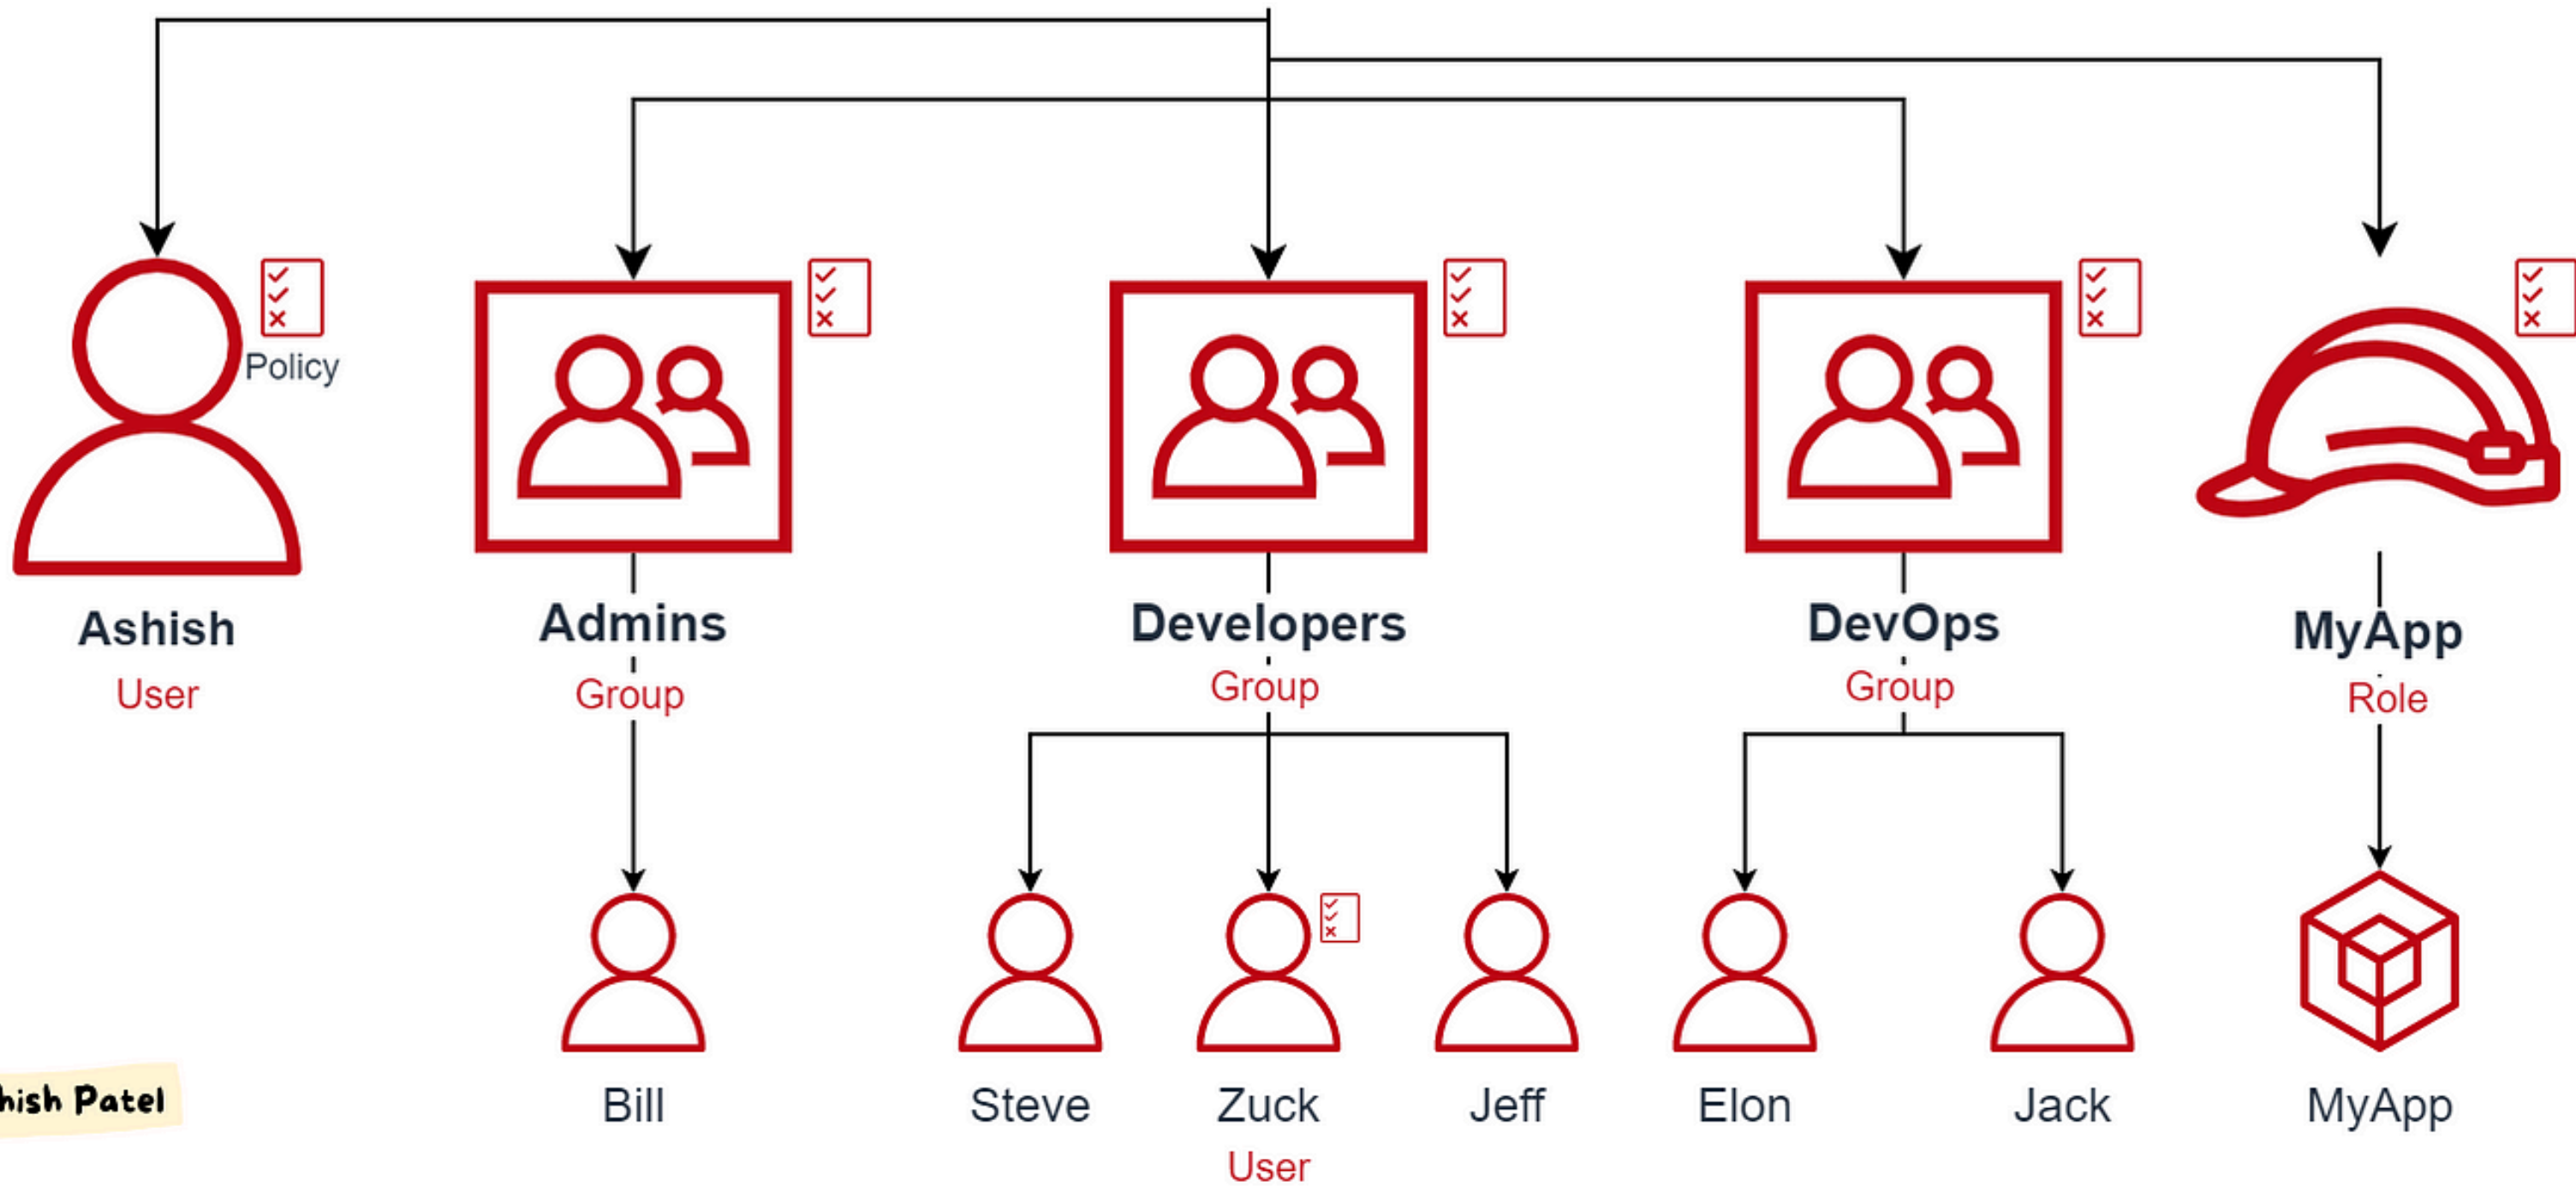 Policy
Ashish
Admins
Developers
DevOps
MyApp
User
Group
Group
Group
Role
Bill
Steve
Zuck
Jeff
Elon
Jack
MyApp
User
hish Patel